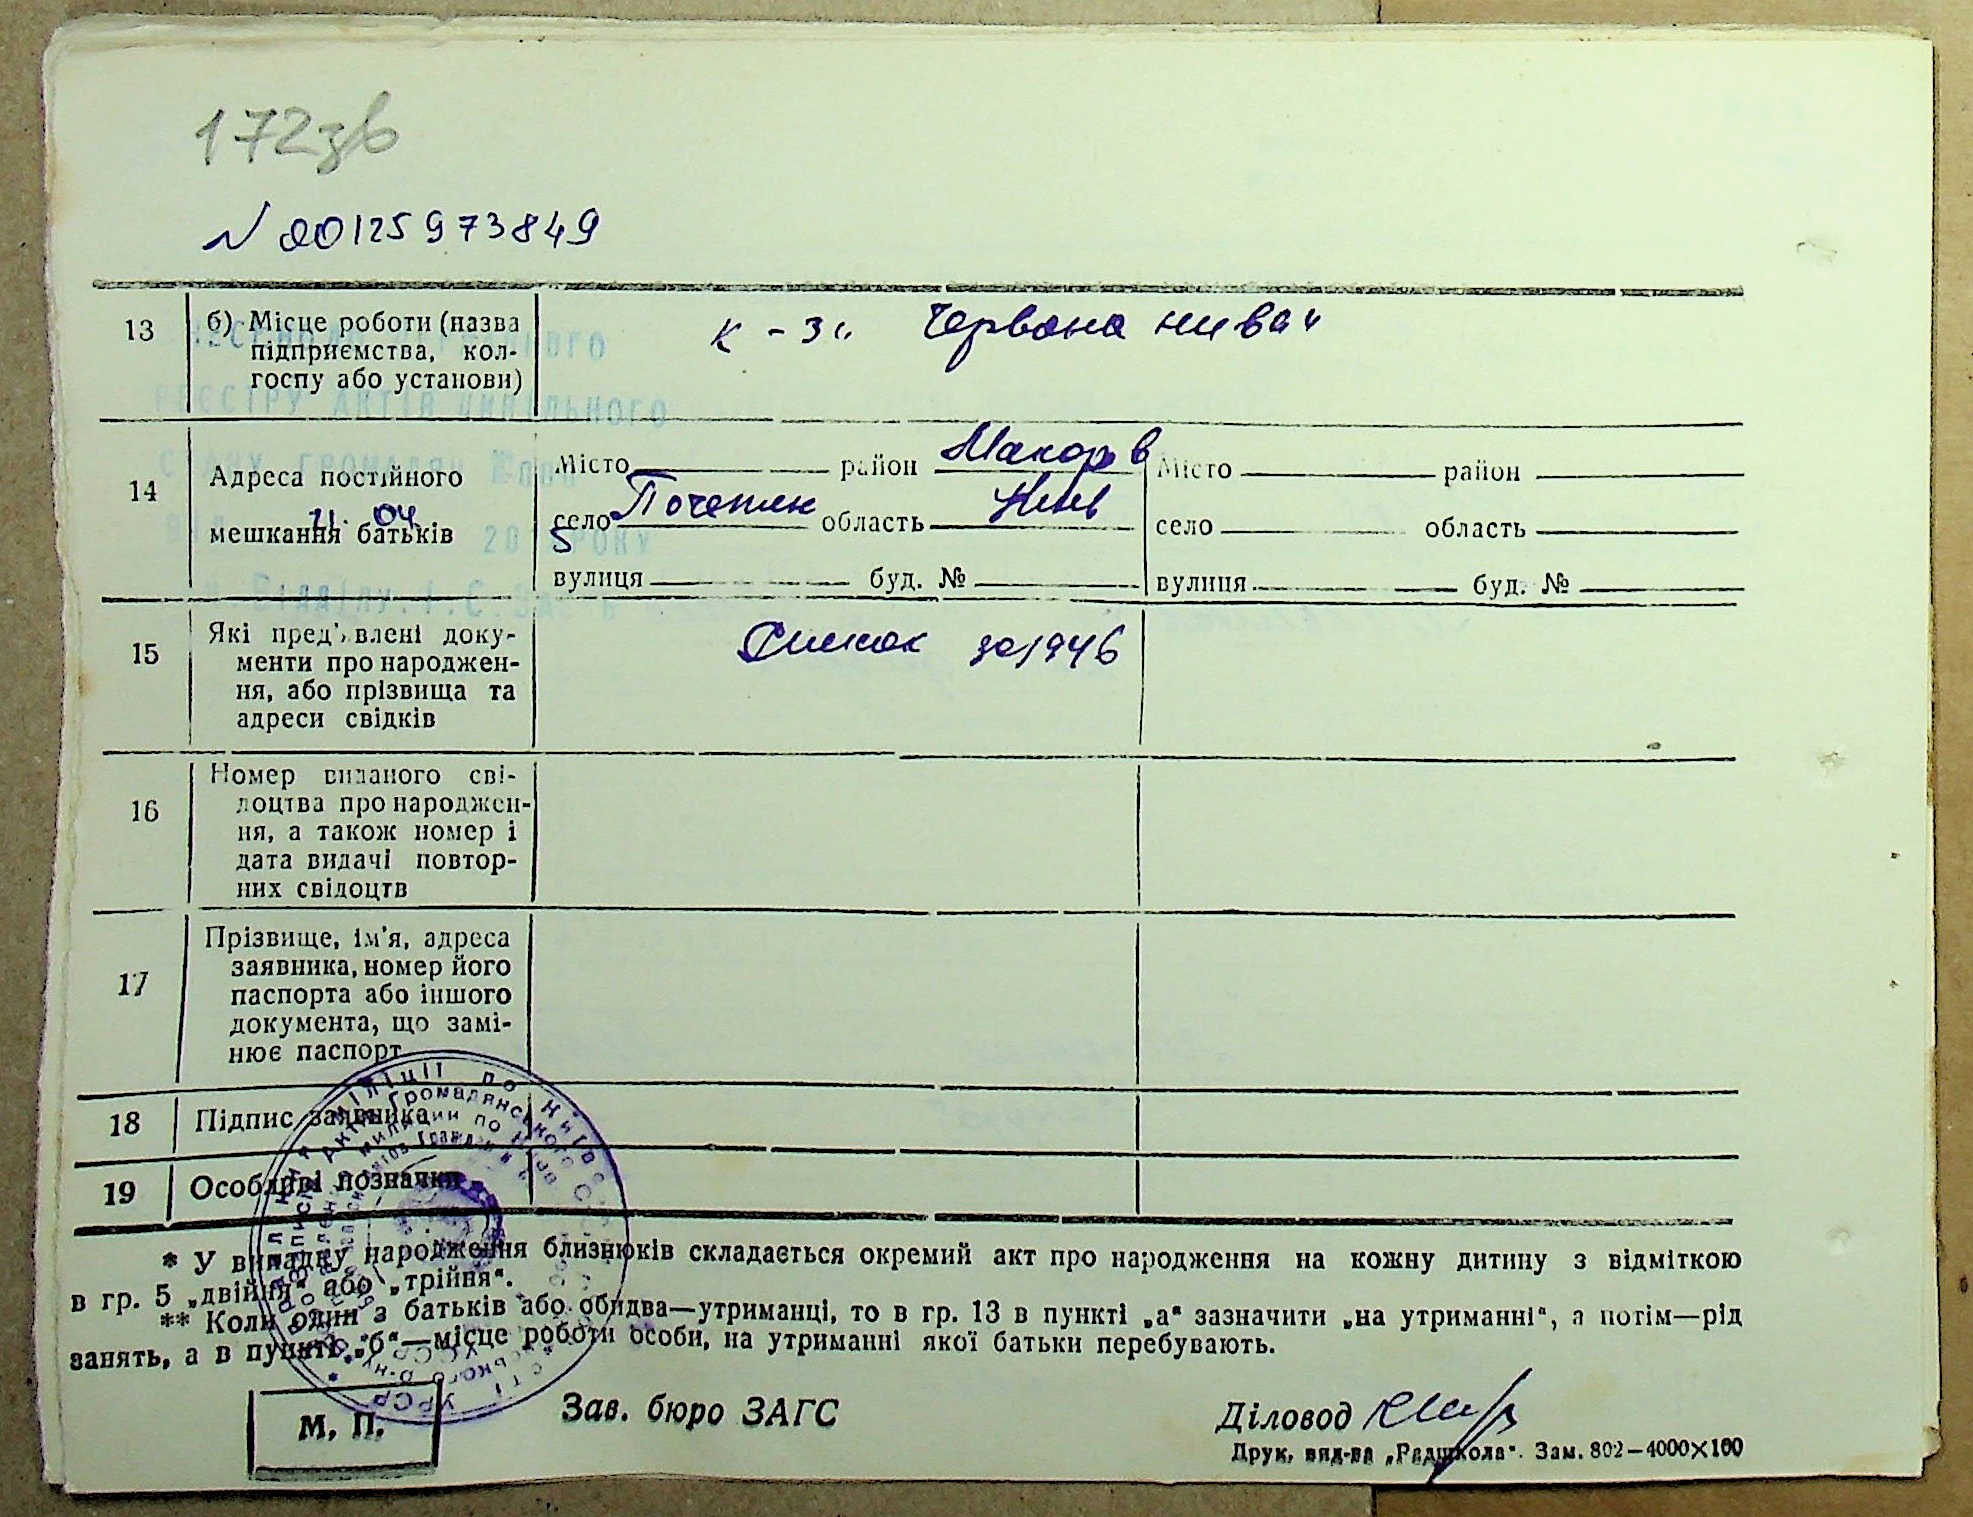 172зв
N 00125973849
13 б) Місце роботи (назва
підприємства, кол-
госпу або установи)
к-з „Червона нива"
14 Адреса постійного
мешкання батьків
Місто район Макорв
село Почепин область Київ
вулиця буд. №
Місто район
село область
вулиця буд. №
15 Які пред'явлені доку-
менти про народжен-
ня, або прізвища та
адреси свідків
Список за 1946
16 Номер виданого сві-
доцтва про народжен-
ня, а також номер і
дата видачі повтор-
них свідоцтв
17 Прізвище, ім'я, адреса
заявника, номер його
паспорта або іншого
документа, що замі-
нює паспорт
18 Підпис заявника
19 Особливі позначки
* У випадку народження близнюків складається окремий акт про народження на кожну дитину з відміткою
в гр. 5 „двійня" або „трійня".
** Коли один з батьків або обидва—утриманці, то в гр. 13 в пункті „а" зазначити „на утриманні", а потім—рід
занять, а в пункті „б"—місце роботи особи, на утриманні якої батьки перебувають.
М. П.
Зав. бюро ЗАГС
Діловод
Друк. вид-ва „Радшкола". Зам. 802—4000×100